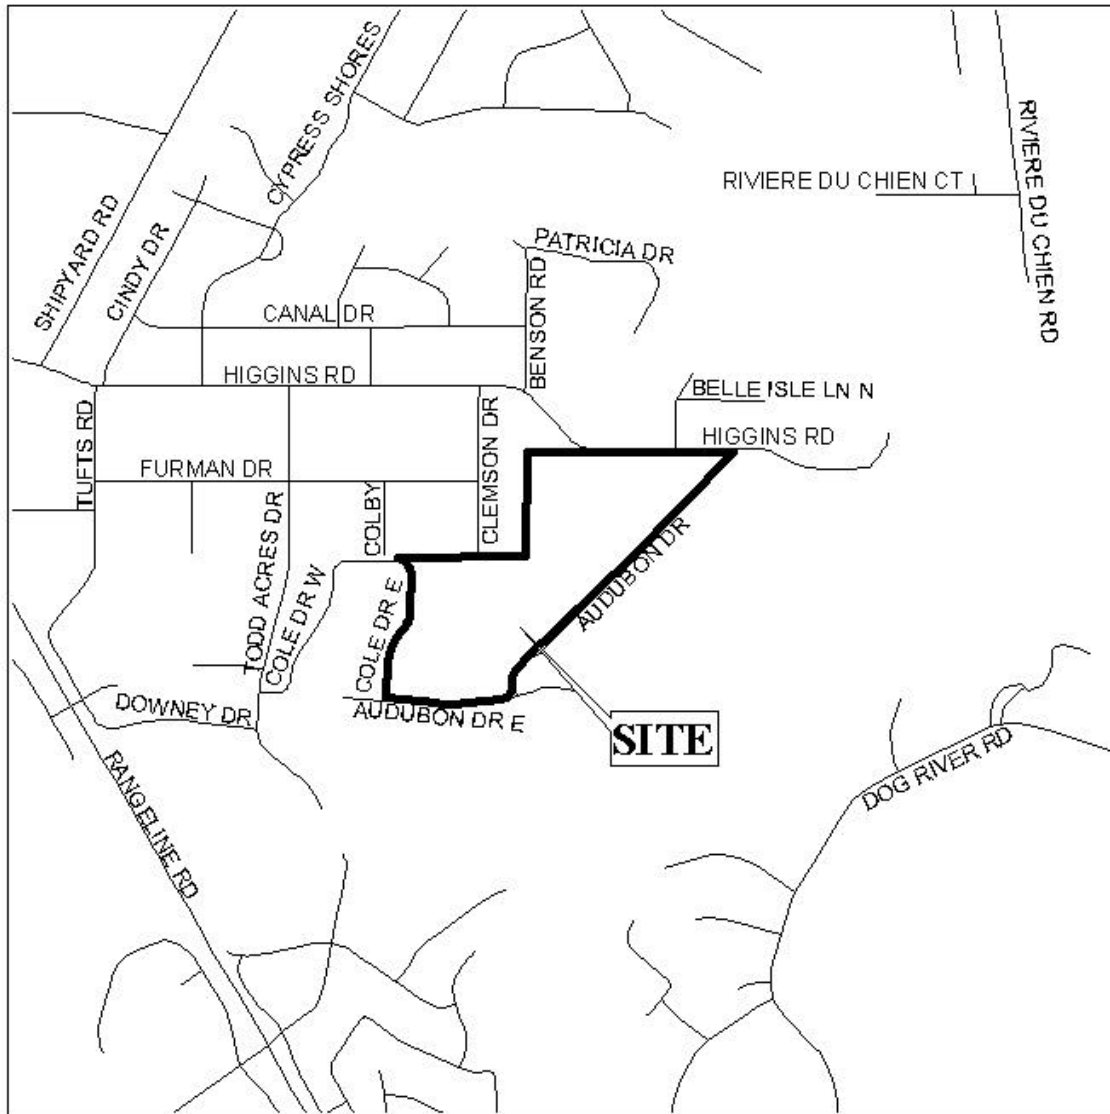 CYPRESS SHORES
RIVIERE DU CHIEN RD
RIVIERE DU CHIEN CT
SHIPYARD RD
CINDY DR
PATRICIA DR
BENSON RD
CANAL DR
HIGGINS RD
BELLE ISLE LN N
TUFTS RD
CLEMSON DR
HIGGINS RD
FURMAN DR
COLBY
TODD ACRES DR
COLE DR W
AUDUBON DR
COLE DR E
DOWNEY DR
AUDUBON DR E
SITE
RANGELINE RD
DOG RIVER RD